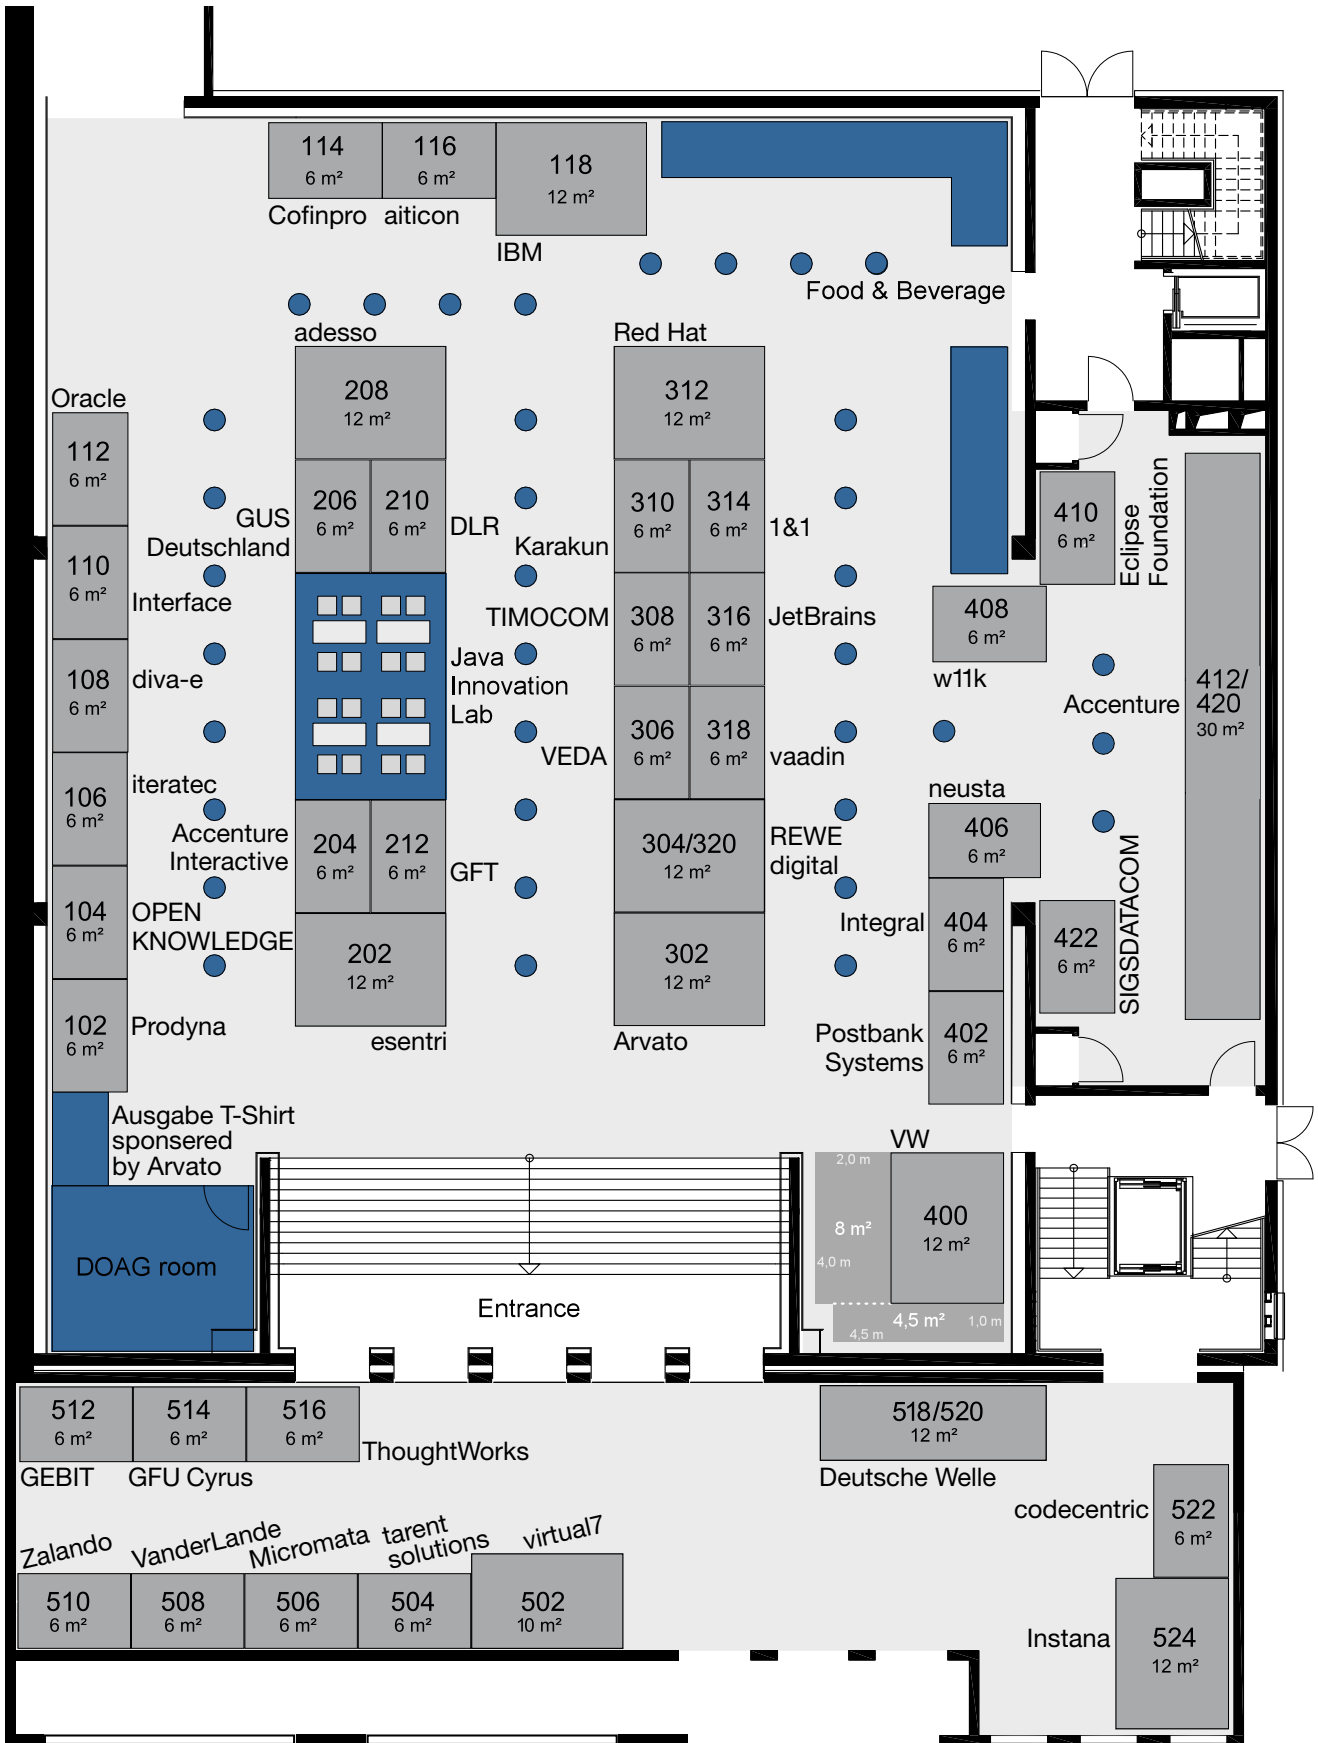 114
6 m²
Cofinpro
116
6 m²
aiticon
118
12 m²
IBM
Food & Beverage
adesso
208
12 m²
Red Hat
312
12 m²
Oracle
112
6 m²
110
6 m²
Interface
108
6 m²
diva-e
106
6 m²
iteratec
104
6 m²
OPEN
KNOWLEDGE
102
6 m²
Prodyna
GUS
Deutschland
206
6 m²
210
6 m²
DLR
Java
Innovation
Lab
Accenture
Interactive
204
6 m²
212
6 m²
GFT
202
12 m²
esentri
Karakun
310
6 m²
314
6 m²
1&1
TIMOCOM
308
6 m²
316
6 m²
JetBrains
VEDA
306
6 m²
318
6 m²
vaadin
304/320
12 m²
REWE
digital
302
12 m²
Arvato
410
6 m²
Eclipse
Foundation
408
6 m²
w11k
412/
420
30 m²
Accenture
neusta
406
6 m²
Integral
404
6 m²
422
6 m²
SIGSDATACOM
Postbank
Systems
402
6 m²
Ausgabe T-Shirt
sponsered
by Arvato
DOAG room
Entrance
VW
2,0 m
8 m²
4,0 m
400
12 m²
4,5 m²
4,5 m
1,0 m
512
6 m²
GEBIT
514
6 m²
GFU Cyrus
516
6 m²
ThoughtWorks
518/520
12 m²
Deutsche Welle
codecentric
522
6 m²
Zalando
510
6 m²
VanderLande
508
6 m²
Micromata
506
6 m²
tarent
solutions
504
6 m²
virtual7
502
10 m²
Instana
524
12 m²